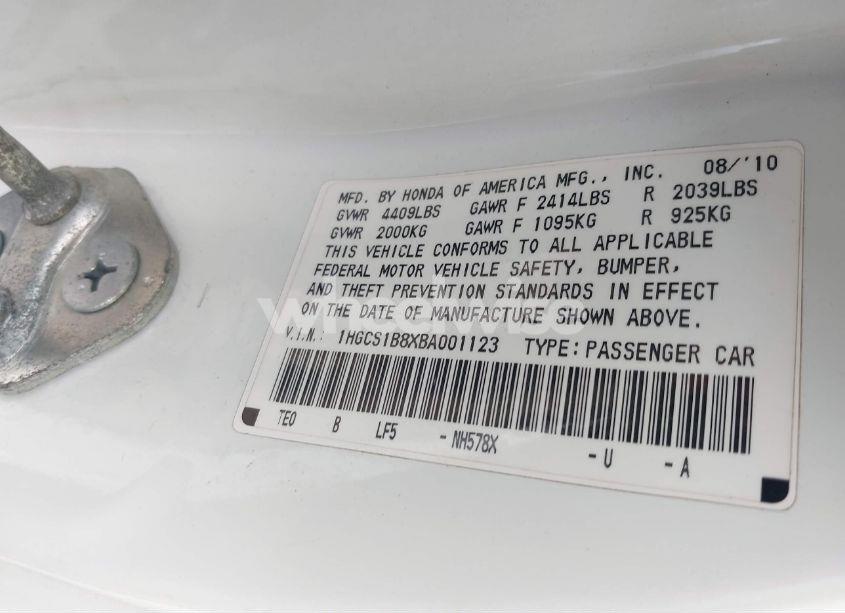 MFD. BY HONDA OF AMERICA MFG., INC. 08/'10
GVWR 4409LBS GAWR F 2414LBS R 2039LBS
GVWR 2000KG GAWR F 1095KG R 925KG
THIS VEHICLE CONFORMS TO ALL APPLICABLE
FEDERAL MOTOR VEHICLE SAFETY, BUMPER,
AND THEFT PREVENTION STANDARDS IN EFFECT
ON THE DATE OF MANUFACTURE SHOWN ABOVE.
V.I.N.: 1HGCS1B8XBA001123 TYPE:PASSENGER CAR
TE0 B LF5 -NH578X -U -A